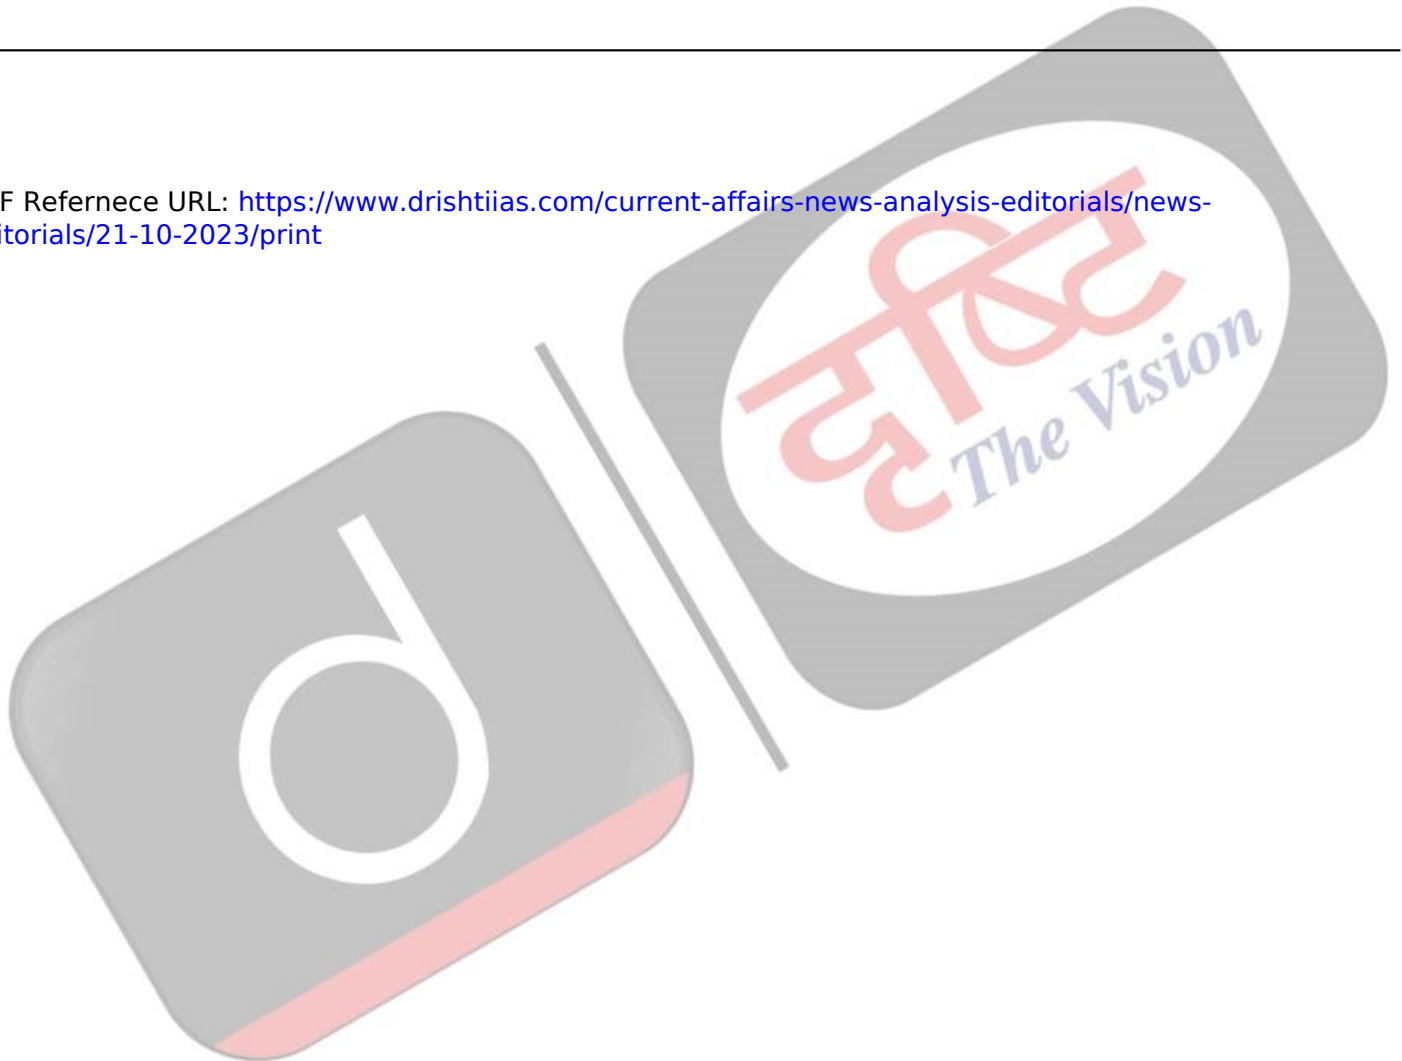 F Refernece URL: https://www.drishtiias.com/current-affairs-news-analysis-editorials/news-
itorials/21-10-2023/print
दृष्टि
The Vision
d